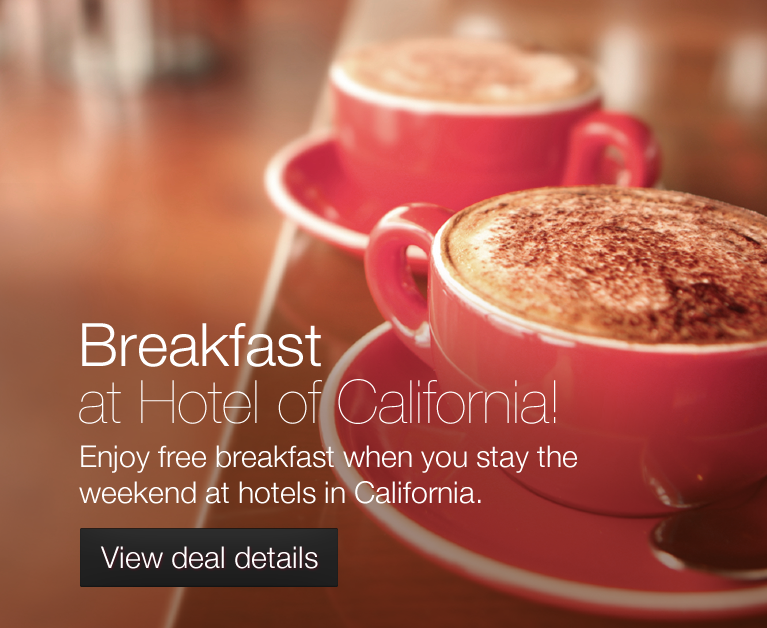 Breakfast
at Hotel of California!
Enjoy free breakfast when you stay the
weekend at hotels in California.
View deal details